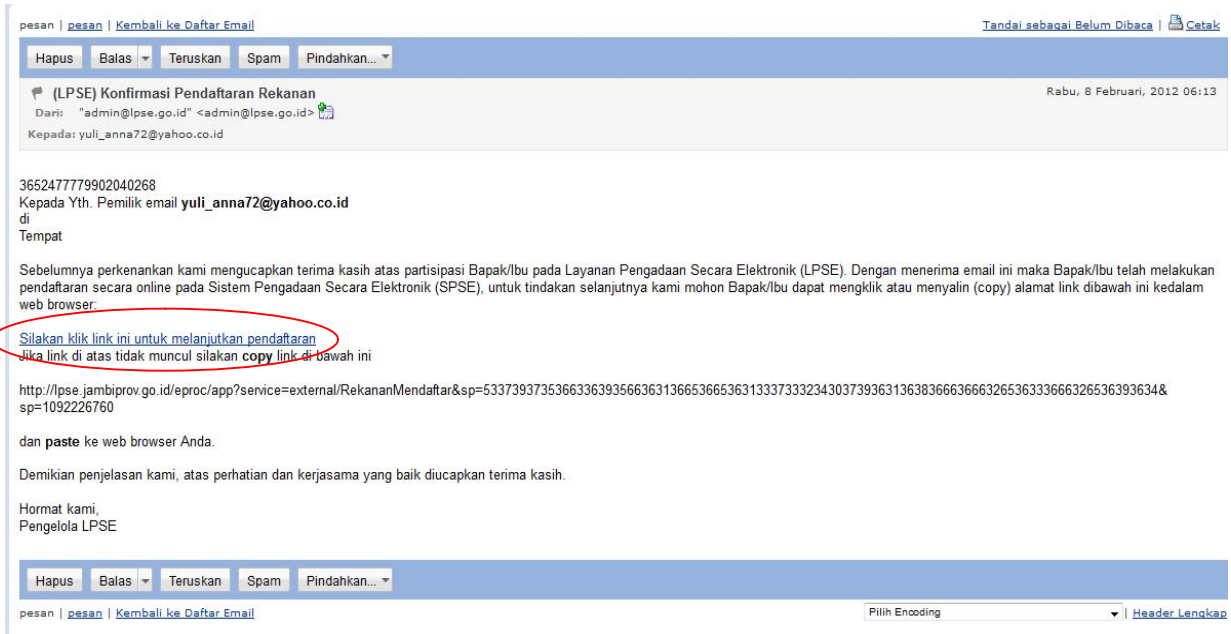 pesan | pesan | Kembali ke Daftar Email
Tandai sebagai Belum Dibaca | Cetak
Hapus Balas Teruskan Spam Pindahkan...
(LPSE) Konfirmasi Pendaftaran Rekanan
Rabu, 8 Februari, 2012 06:13
Dari: "admin@lpse.go.id" <admin@lpse.go.id>
Kepada: yuli_anna72@yahoo.co.id
3652477779902040268
Kepada Yth. Pemilik email yuli_anna72@yahoo.co.id
di
Tempat
Sebelumnya perkenankan kami mengucapkan terima kasih atas partisipasi Bapak/Ibu pada Layanan Pengadaan Secara Elektronik (LPSE). Dengan menerima email ini maka Bapak/Ibu telah melakukan
pendaftaran secara online pada Sistem Pengadaan Secara Elektronik (SPSE), untuk tindakan selanjutnya kami mohon Bapak/Ibu dapat mengklik atau menyalin (copy) alamat link dibawah ini kedalam
web browser:
Silakan klik link ini untuk melanjutkan pendaftaran
Jika link di atas tidak muncul silakan copy link di bawah ini
http://lpse.jambiprov.go.id/eproc/app?service=external/RekananMendaftar&sp=5337393735366336393566363136653665363133373332343037393631363836663666326536333666326536393634&
sp=1092226760
dan paste ke web browser Anda.
Demikian penjelasan kami, atas perhatian dan kerjasama yang baik diucapkan terima kasih.
Hormat kami,
Pengelola LPSE
Hapus Balas Teruskan Spam Pindahkan...
pesan | pesan | Kembali ke Daftar Email
Pilih Encoding | Header Lengkap